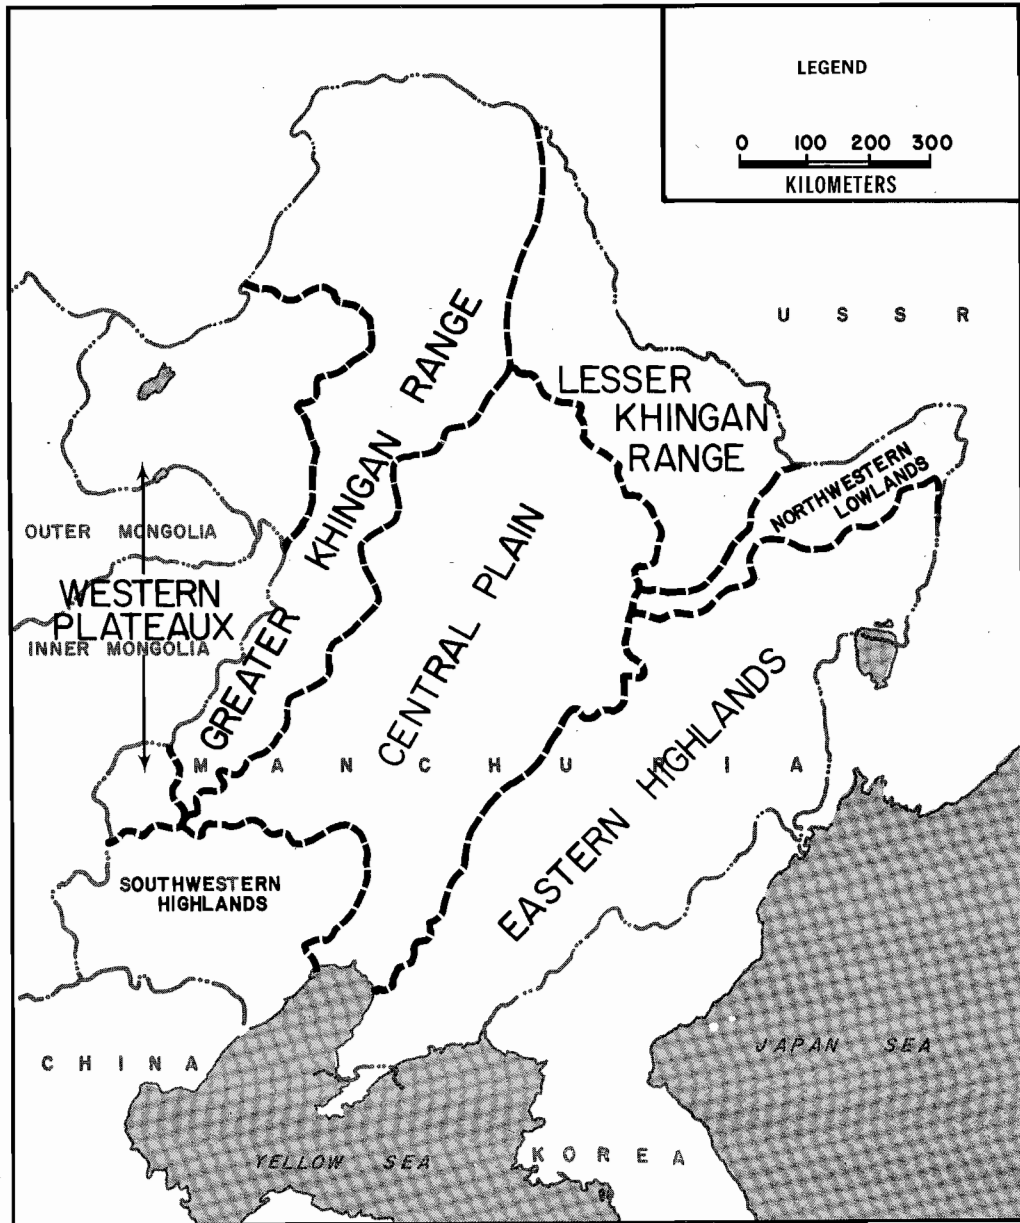 LEGEND
0 100 200 300
KILOMETERS
U S S R
GREATER KHINGAN RANGE
LESSER
KHINGAN
RANGE
NORTHWESTERN
LOWLANDS
OUTER MONGOLIA
WESTERN
PLATEAUX
INNER MONGOLIA
CENTRAL PLAIN
M A N C H U R I A
EASTERN HIGHLANDS
SOUTHWESTERN
HIGHLANDS
C H I N A
JAPAN SEA
YELLOW SEA
K O R E A